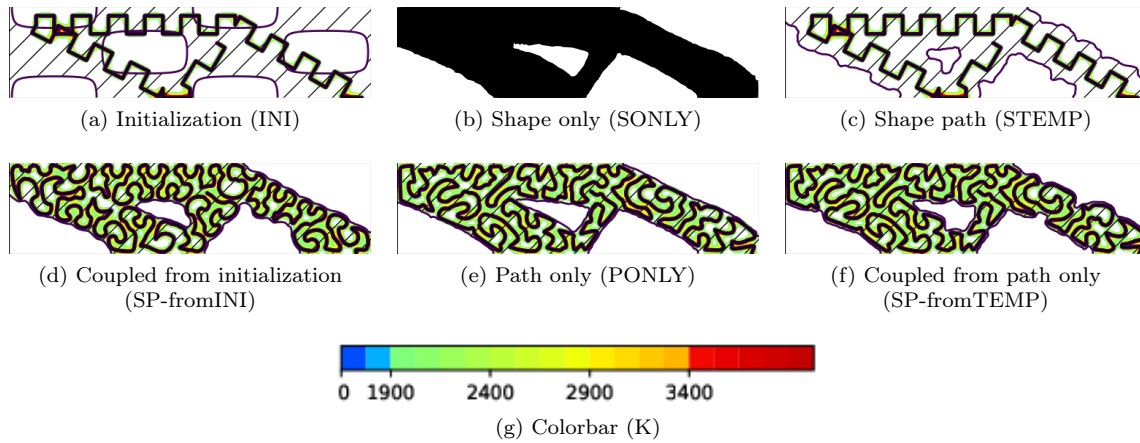 (a) Initialization (INI)
(b) Shape only (SONLY)
(c) Shape path (STEMP)
(d) Coupled from initialization
(SP-fromINI)
(e) Path only (PONLY)
(f) Coupled from path only
(SP-fromTEMP)
0 1900 2400 2900 3400
(g) Colorbar (K)